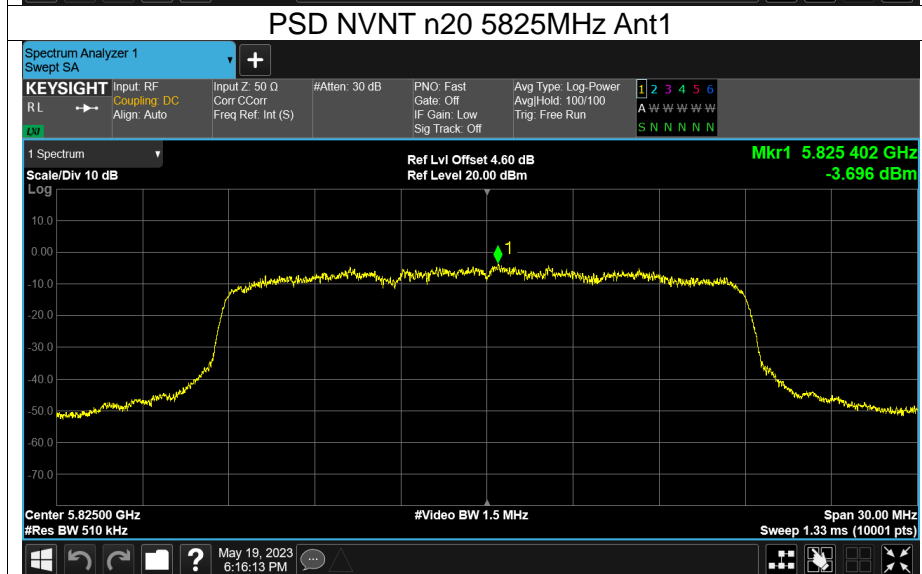 PSD NVNT n20 5825MHz Ant1
Spectrum Analyzer 1
Swept SA
+
KEYSIGHT Input: RF Input Z: 50 Ω #Atten: 30 dB PNO: Fast Avg Type: Log-Power 1 2 3 4 5 6
RL Coupling: DC Corr CCorr Gate: Off Avg|Hold: 100/100 A W W W W W
Align: Auto Freq Ref: Int (S) IF Gain: Low Trig: Free Run
LXI Sig Track: Off S N N N N N
1 Spectrum Ref Lvl Offset 4.60 dB Mkr1 5.825 402 GHz
Scale/Div 10 dB Ref Level 20.00 dBm -3.696 dBm
Log
10.0
0.00
1
-10.0
-20.0
-30.0
-40.0
-50.0
-60.0
-70.0
Center 5.82500 GHz #Video BW 1.5 MHz Span 30.00 MHz
#Res BW 510 kHz Sweep 1.33 ms (10001 pts)
? May 19, 2023
6:16:13 PM